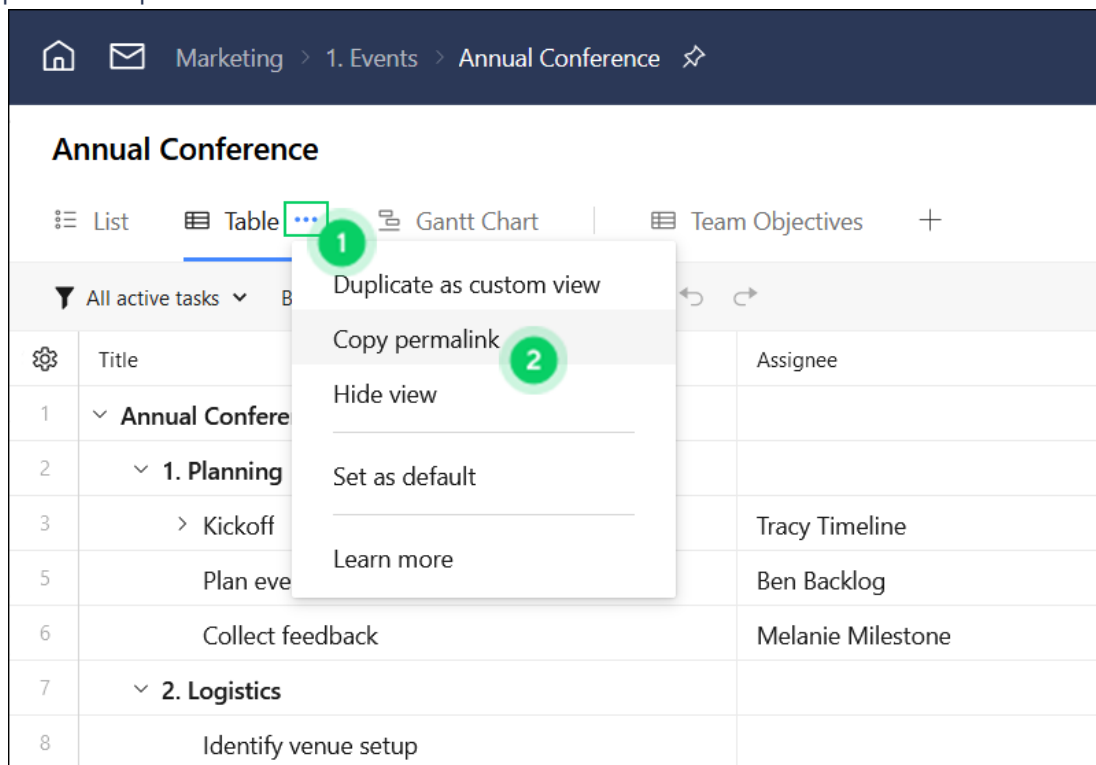 Marketing > 1. Events > Annual Conference
Annual Conference
List Table ... Gantt Chart Team Objectives +
1
Duplicate as custom view
All active tasks B
Copy permalink
2
Title Assignee
Hide view
1 Annual Confere
2 1. Planning
Set as default
3 Kickoff Tracy Timeline
Learn more
5 Plan eve Ben Backlog
6 Collect feedback Melanie Milestone
7 2. Logistics
8 Identify venue setup